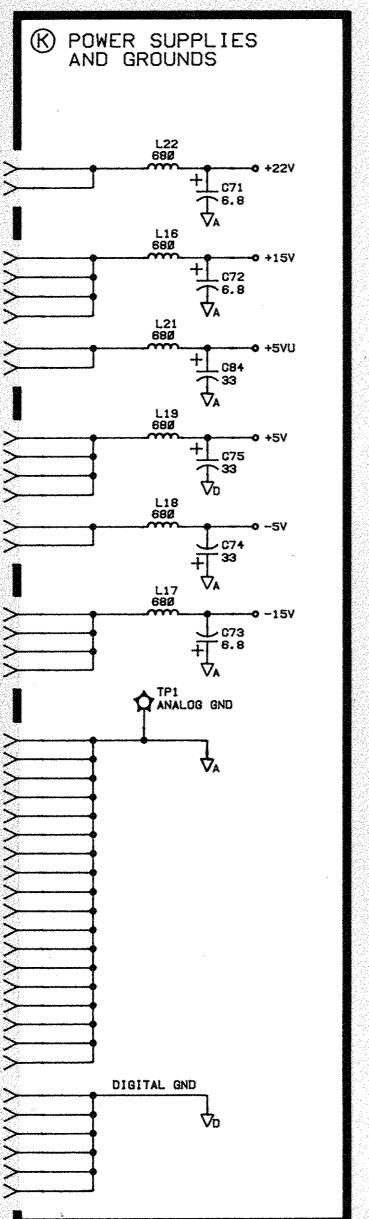 K POWER SUPPLIES
AND GROUNDS
L22
680
+22V
+ C71
6.8
A
L16
680
+15V
+ C72
6.8
A
L21
680
+5VU
+ C84
33
A
L19
680
+5V
+ C75
33
D
L18
680
-5V
C74
+ 33
A
L17
680
-15V
C73
+ 6.8
A
TP1
ANALOG GND
A
DIGITAL GND
D